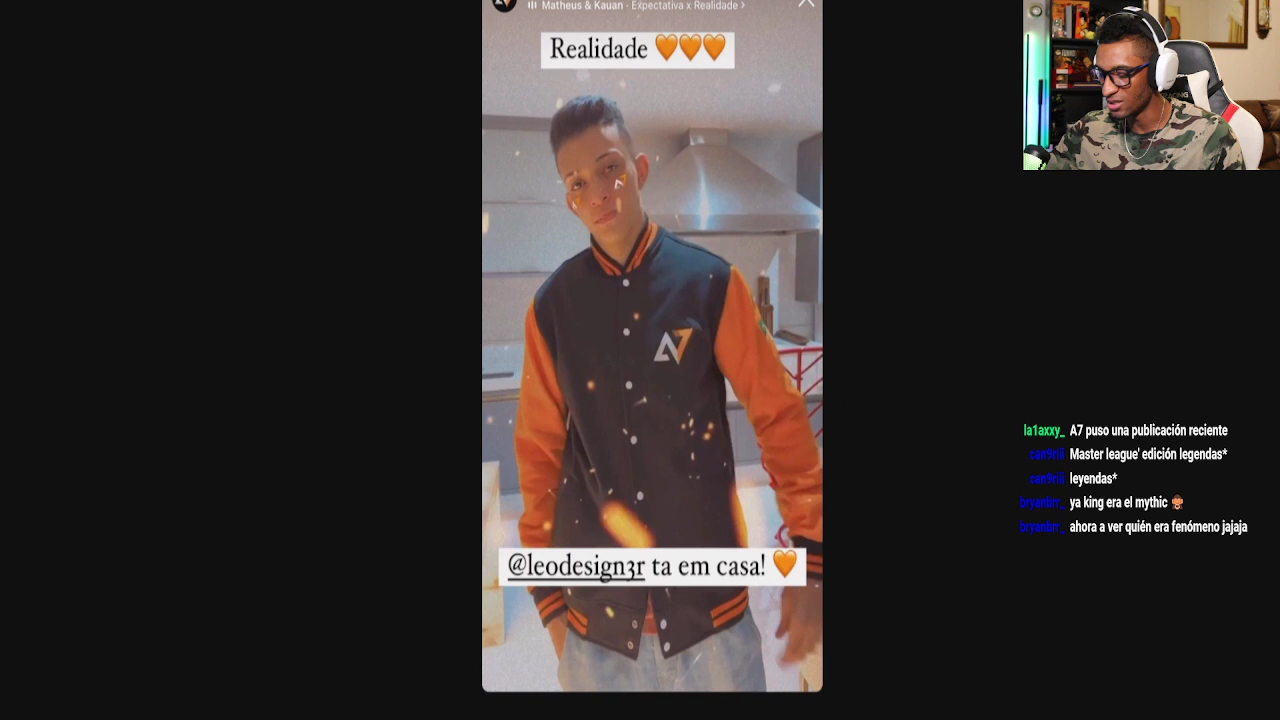 Matheus & Kauan · Expectativa x Realidade >
Realidade 🧡🧡🧡
A7
@leodesign3r ta em casa! 🧡
la1axxy_ A7 puso una publicación reciente
Master league' edición legendas*
leyendas*
ya king era el mythic
ahora a ver quién era fenómeno jajaja